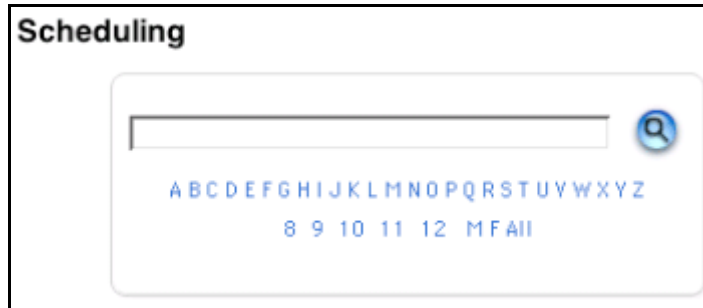 Scheduling
A B C D E F G H I J K L M N O P Q R S T U V W X Y Z
8 9 10 11 12 M F All